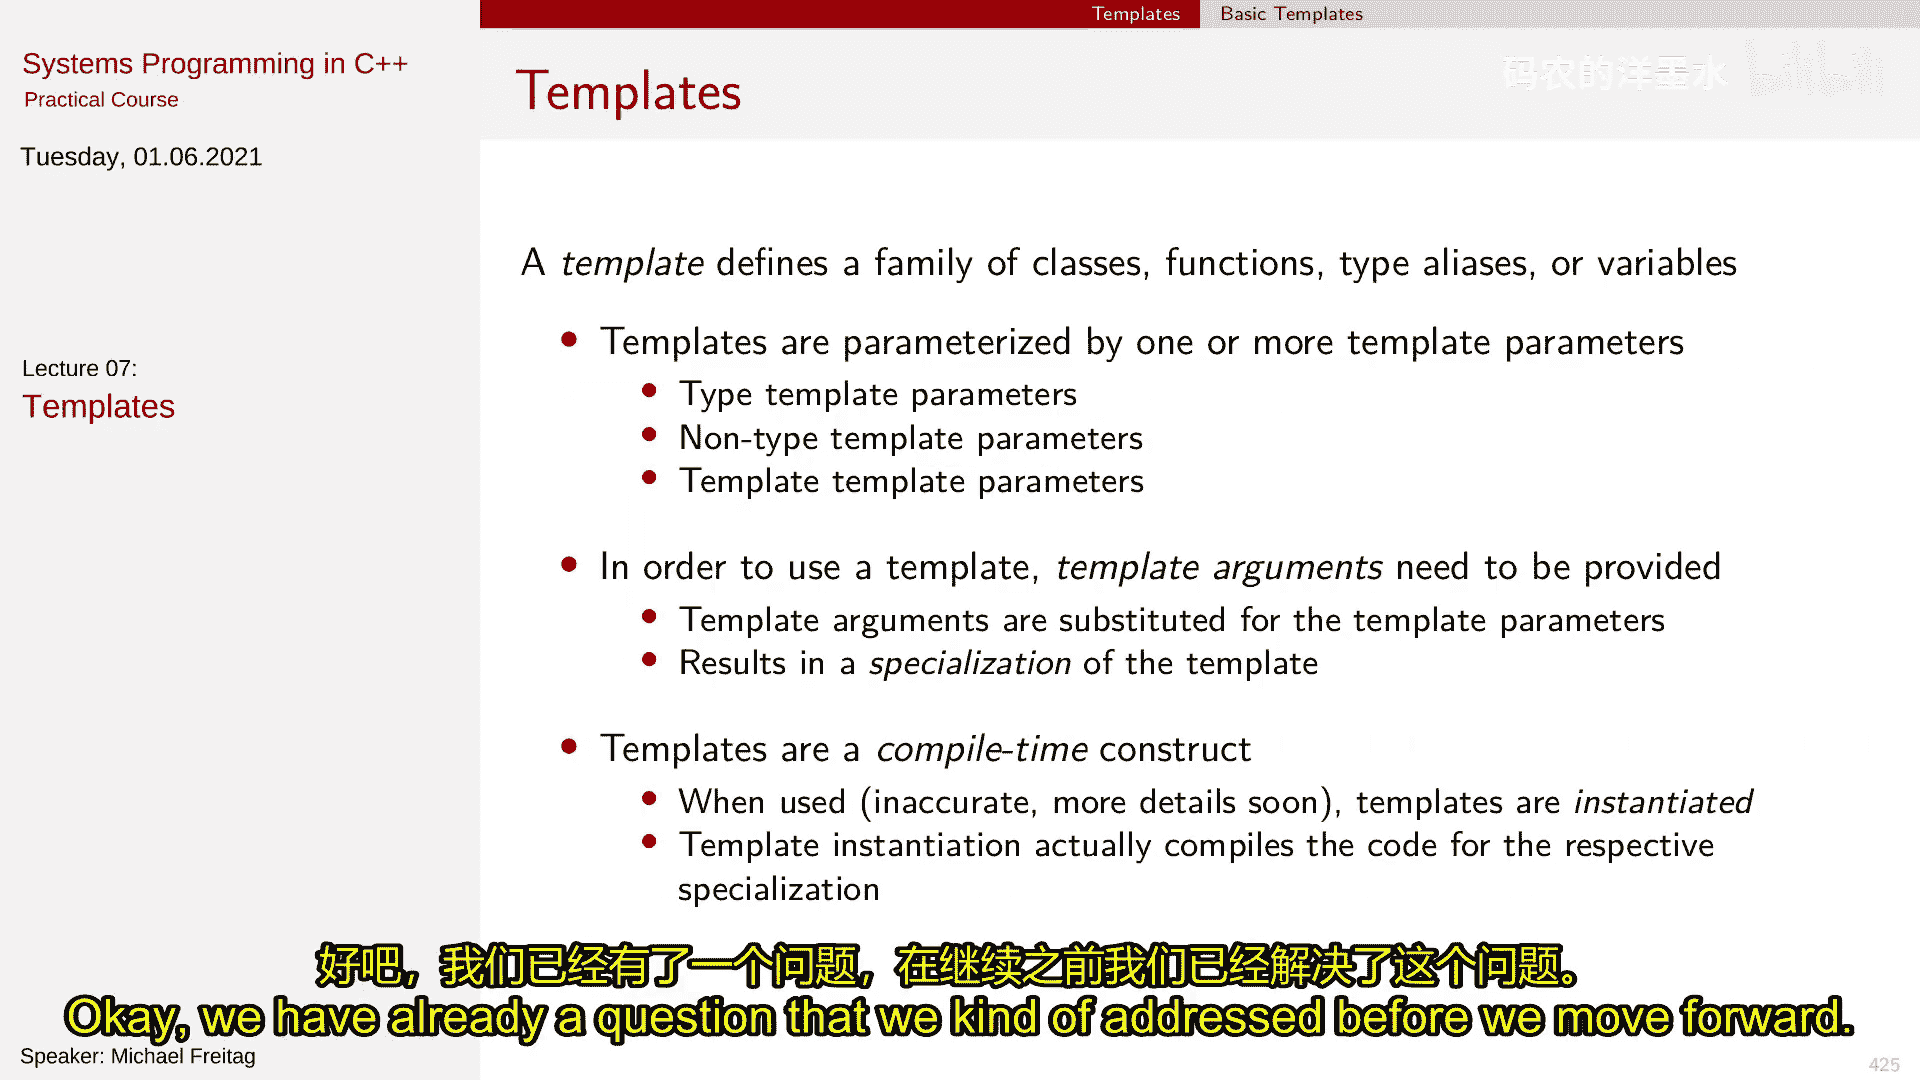 Templates
Basic Templates
Systems Programming in C++
Practical Course
Tuesday, 01.06.2021
Lecture 07:
Templates
Templates
码农的洋墨水
bilibili
A template defines a family of classes, functions, type aliases, or variables
Templates are parameterized by one or more template parameters
Type template parameters
Non-type template parameters
Template template parameters
In order to use a template, template arguments need to be provided
Template arguments are substituted for the template parameters
Results in a specialization of the template
Templates are a compile-time construct
When used (inaccurate, more details soon), templates are instantiated
Template instantiation actually compiles the code for the respective
specialization
好吧，我们已经有了一个问题，在继续之前我们已经解决了这个问题。
Okay, we have already a question that we kind of addressed before we move forward.
Speaker: Michael Freitag
425